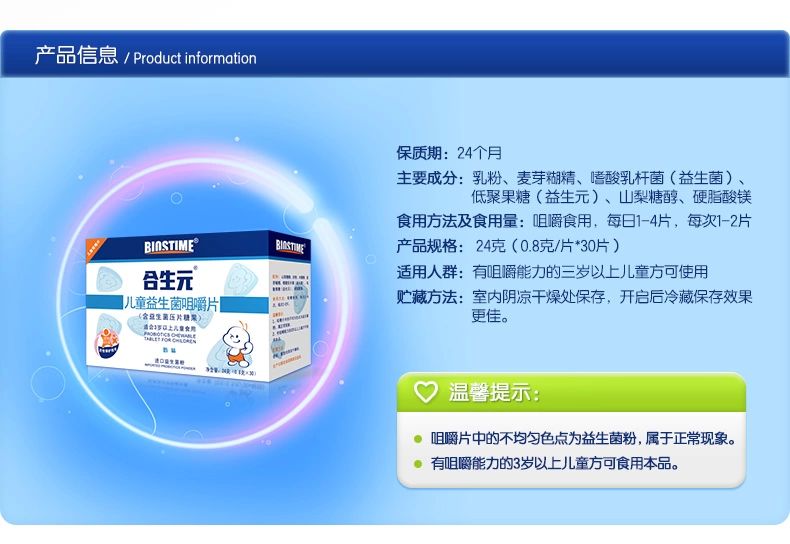 产品信息 / Product information
保质期：24个月
主要成分：乳粉、麦芽糊精、嗜酸乳杆菌（益生菌）、
低聚果糖（益生元）、山梨糖醇、硬脂酸镁
食用方法及食用量：咀嚼食用，每日1-4片，每次1-2片
产品规格：24克（0.8克/片*30片）
适用人群：有咀嚼能力的三岁以上儿童方可使用
贮藏方法：室内阴凉干燥处保存，开启后冷藏保存效果
更佳。
温馨提示：
咀嚼片中的不均匀色点为益生菌粉，属于正常现象。
有咀嚼能力的3岁以上儿童方可食用本品。
BIOSTIME®
BIOSTIME®
合生元®
儿童益生菌咀嚼片
（含益生菌压片糖果）
适合3岁以上儿童食用
PROBIOTICS CHEWABLE
TABLET FOR CHILDREN
奶味
进口益生菌粉
IMPORTED PROBIOTICS POWDER
净含量：24克（0.8克×30）